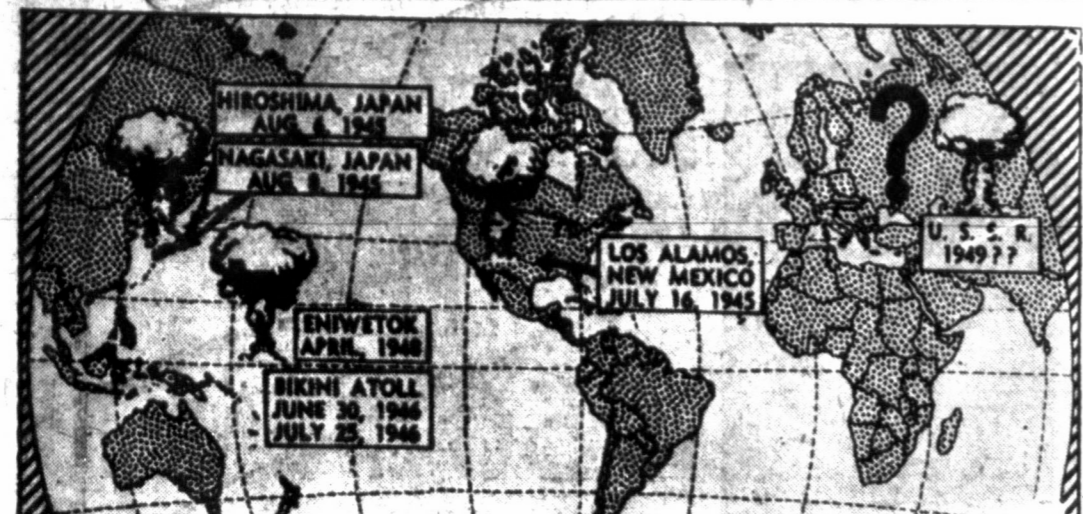 HIROSHIMA, JAPAN
AUG. 6, 1945
NAGASAKI, JAPAN
AUG. 9, 1945
?
U. S. S. R.
1949??
LOS ALAMOS,
NEW MEXICO
JULY 16, 1945
ENIWETOK
APRIL, 1948
BIKINI ATOLL
JUNE 30, 1946
JULY 25, 1946